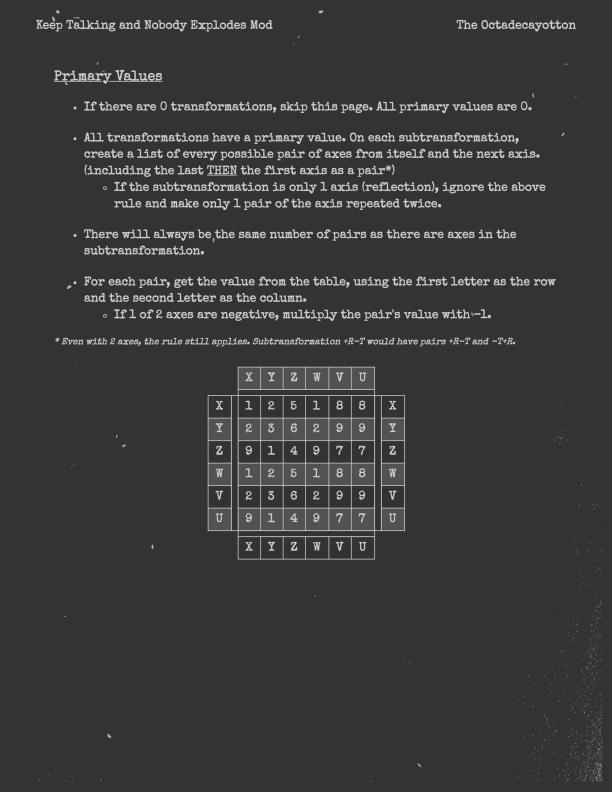 Keep Talking and Nobody Explodes Mod The Octadecayotton
Primary Values
• If there are 0 transformations, skip this page. All primary values are 0.
• All transformations have a primary value. On each subtransformation,
create a list of every possible pair of axes from itself and the next axis.
(including the last THEN the first axis as a pair*)
○ If the subtransformation is only 1 axis (reflection), ignore the above
rule and make only 1 pair of the axis repeated twice.
• There will always be the same number of pairs as there are axes in the
subtransformation.
• For each pair, get the value from the table, using the first letter as the row
and the second letter as the column.
○ If 1 of 2 axes are negative, multiply the pair's value with -1.
* Even with 2 axes, the rule still applies. Subtransformation +R-T would have pairs +R-T and -T+R.
X Y Z W V U
X 1 2 5 1 8 8 X
Y 2 3 6 2 9 9 Y
Z 9 1 4 9 7 7 Z
W 1 2 5 1 8 8 W
V 2 3 6 2 9 9 V
U 9 1 4 9 7 7 U
X Y Z W V U